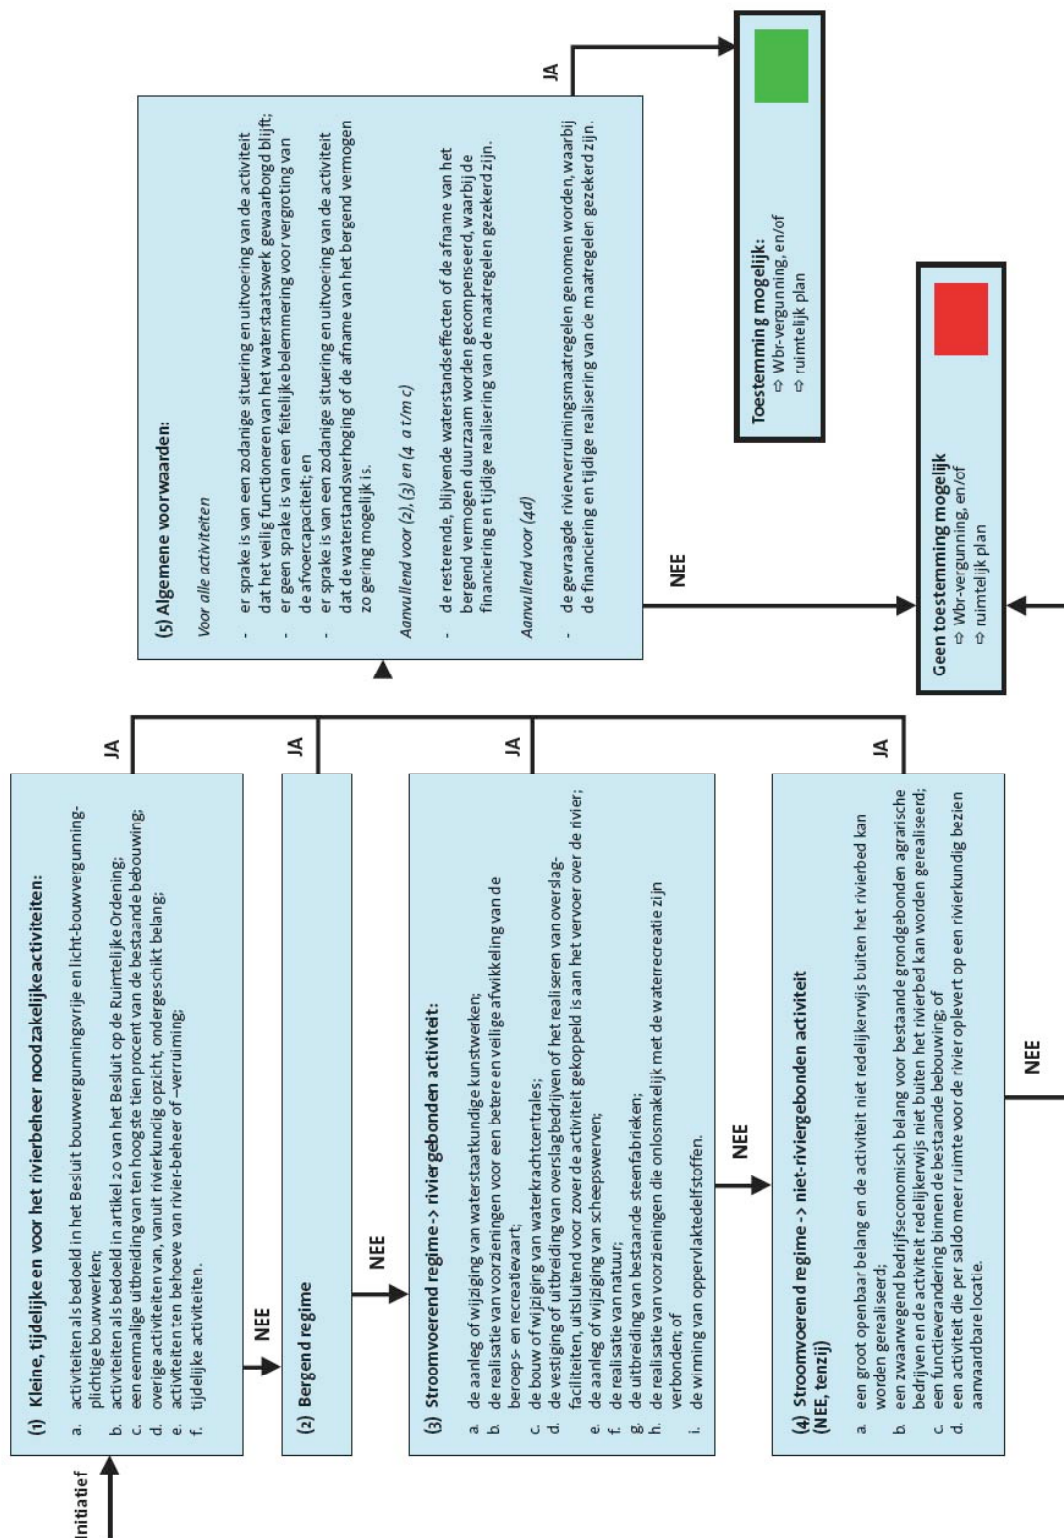 Initiatief
(1) Kleine, tijdelijke en voor het rivierbeheer noodzakelijke activiteiten:
a. activiteiten als bedoeld in het Besluit bouwvergunningsvrije en licht-bouwvergunning-
plichtige bouwwerken;
b. activiteiten als bedoeld in artikel 20 van het Besluit op de Ruimtelijke Ordening;
c. een eenmalige uitbreiding van ten hoogste tien procent van de bestaande bebouwing;
d. overige activiteiten van, vanuit rivierkundig opzicht, ondergeschikt belang;
e. activiteiten ten behoeve van rivier-beheer of –verruiming;
f. tijdelijke activiteiten.
JA
NEE
(2) Bergend regime
JA
NEE
(3) Stroomvoerend regime -> riviergebonden activiteit:
a. de aanleg of wijziging van waterstaatkundige kunstwerken;
b. de realisatie van voorzieningen voor een betere en veilige afwikkeling van de
beroeps- en recreatievaart;
c. de bouw of wijziging van waterkrachtcentrales;
d. de vestiging of uitbreiding van overslagbedrijven of het realiseren van overslag-
faciliteiten, uitsluitend voor zover de activiteit gekoppeld is aan het vervoer over de rivier;
e. de aanleg of wijziging van scheepswerven;
f. de realisatie van natuur;
g. de uitbreiding van bestaande steenfabrieken;
h. de realisatie van voorzieningen die onlosmakelijk met de waterrecreatie zijn
verbonden; of
i. de winning van oppervlaktedelfstoffen.
JA
NEE
(4) Stroomvoerend regime -> niet-riviergebonden activiteit
(NEE, tenzij)
a. een groot openbaar belang en de activiteit niet redelijkerwijs buiten het rivierbed kan
worden gerealiseerd;
b. een zwaarwegend bedrijfseconomisch belang voor bestaande grondgebonden agrarische
bedrijven en de activiteit redelijkerwijs niet buiten het rivierbed kan worden gerealiseerd;
c. een functieverandering binnen de bestaande bebouwing; of
d. een activiteit die per saldo meer ruimte voor de rivier oplevert op een rivierkundig bezien
aanvaardbare locatie.
JA
NEE
(5) Algemene voorwaarden:
Voor alle activiteiten
- er sprake is van een zodanige situering en uitvoering van de activiteit
dat het veilig functioneren van het waterstaatswerk gewaarborgd blijft;
- er geen sprake is van een feitelijke belemmering voor vergroting van
de afvoercapaciteit; en
- er sprake is van een zodanige situering en uitvoering van de activiteit
dat de waterstandsverhoging of de afname van het bergend vermogen
zo gering mogelijk is.
Aanvullend voor (2), (3) en (4 a t/m c)
- de resterende, blijvende waterstandseffecten of de afname van het
bergend vermogen duurzaam worden gecompenseerd, waarbij de
financiering en tijdige realisering van de maatregelen gezekerd zijn.
Aanvullend voor (4d)
- de gevraagde rivierverruimingsmaatregelen genomen worden, waarbij
de financiering en tijdige realisering van de maatregelen gezekerd zijn.
JA
NEE
Toestemming mogelijk:
⇨ Wbr-vergunning, en/of
⇨ ruimtelijk plan
Geen toestemming mogelijk
⇨ Wbr-vergunning, en/of
⇨ ruimtelijk plan